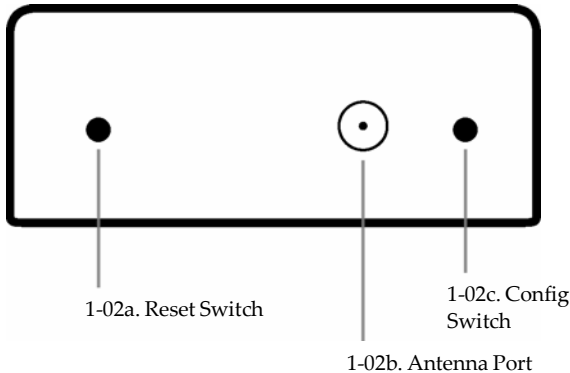 1-02a. Reset Switch
1-02c. Config
Switch
1-02b. Antenna Port